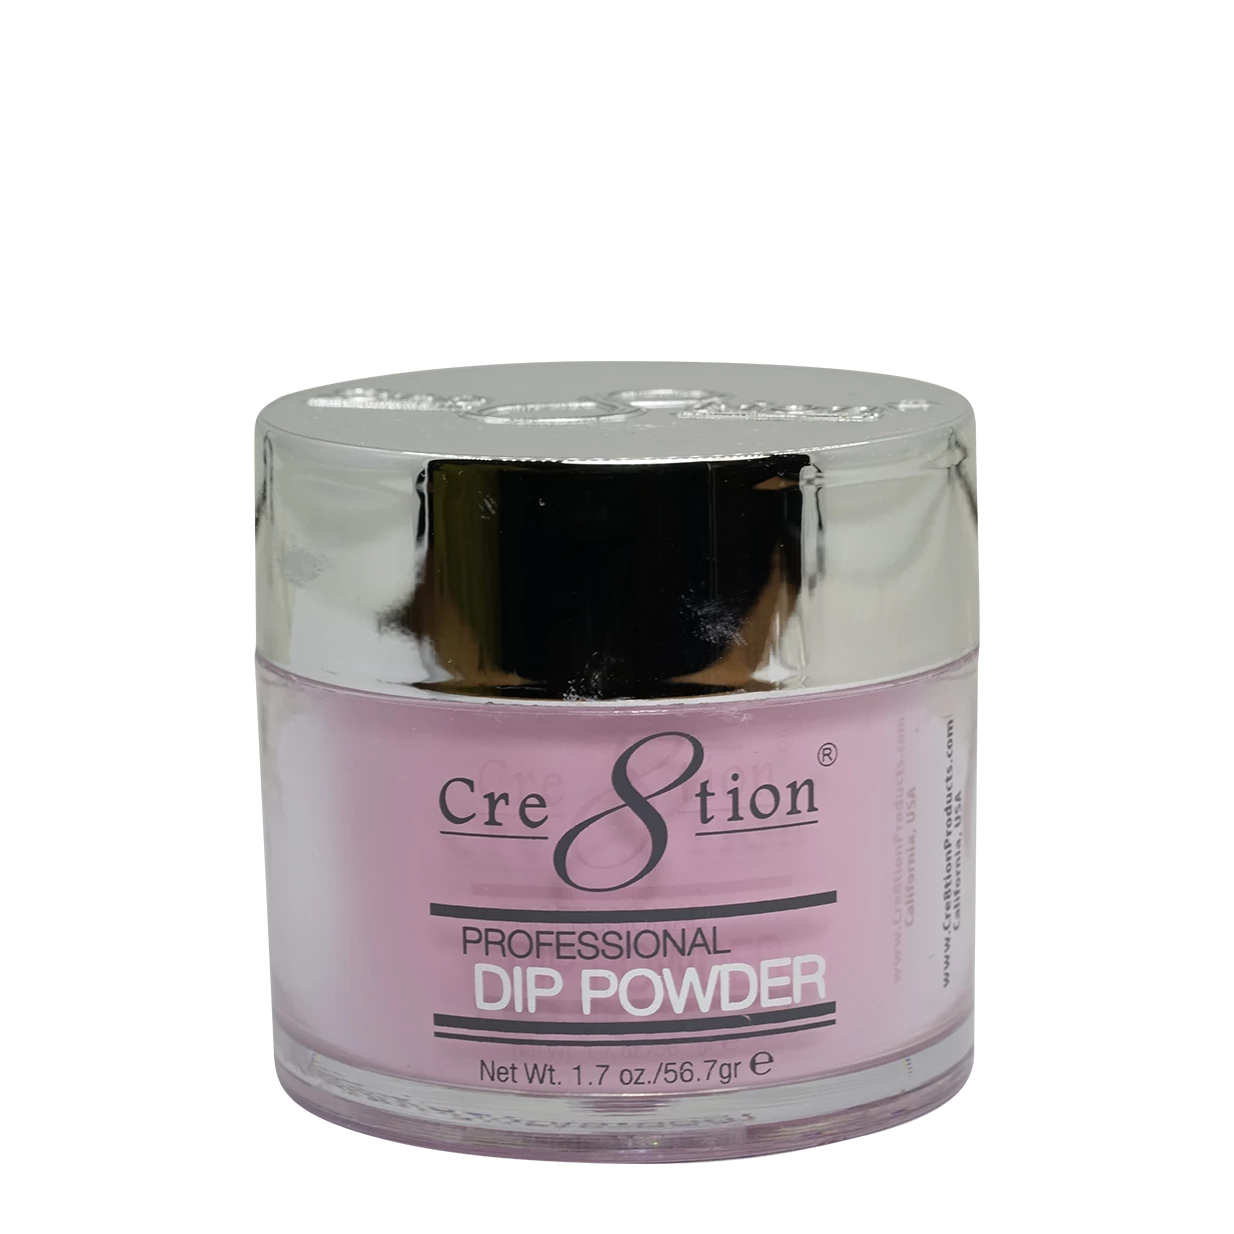 Cre8tion®
PROFESSIONAL
DIP POWDER
Net Wt. 1.7 oz./56.7gr ℮
www.Cre8tionProducts.com
California, USA